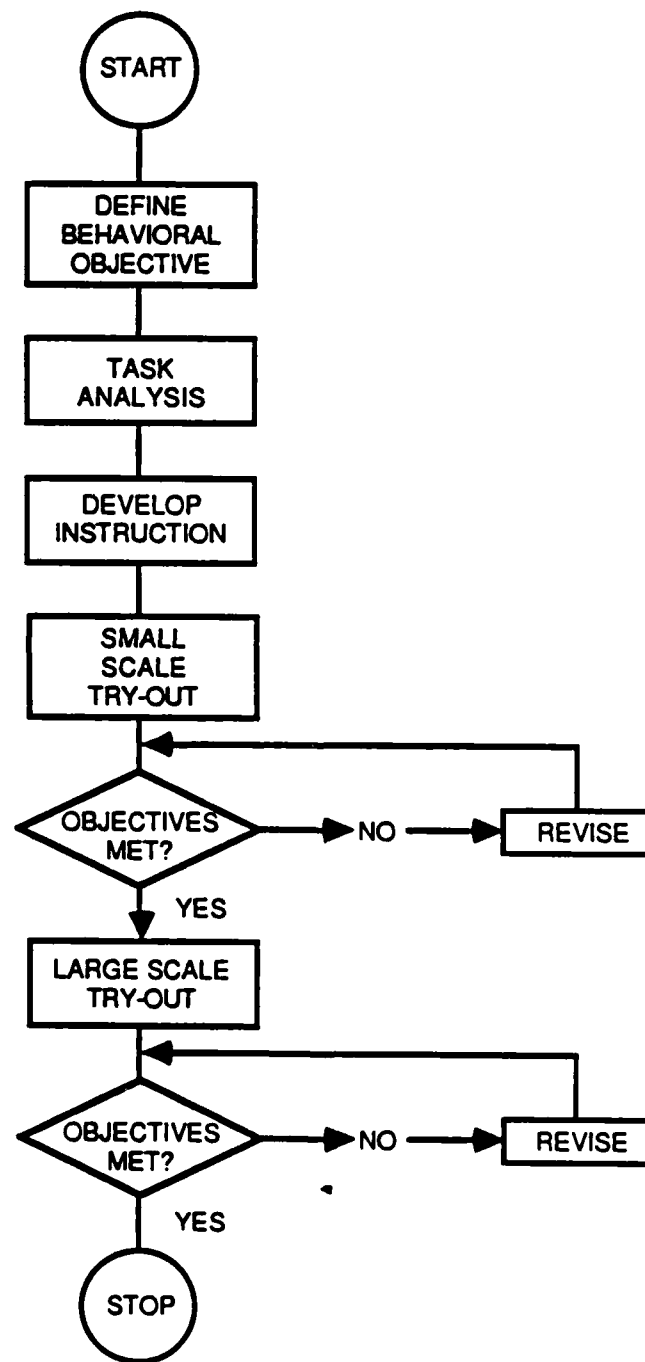 START
DEFINE
BEHAVIORAL
OBJECTIVE
TASK
ANALYSIS
DEVELOP
INSTRUCTION
SMALL
SCALE
TRY-OUT
OBJECTIVES
MET?
NO
REVISE
YES
LARGE SCALE
TRY-OUT
OBJECTIVES
MET?
NO
REVISE
YES
STOP